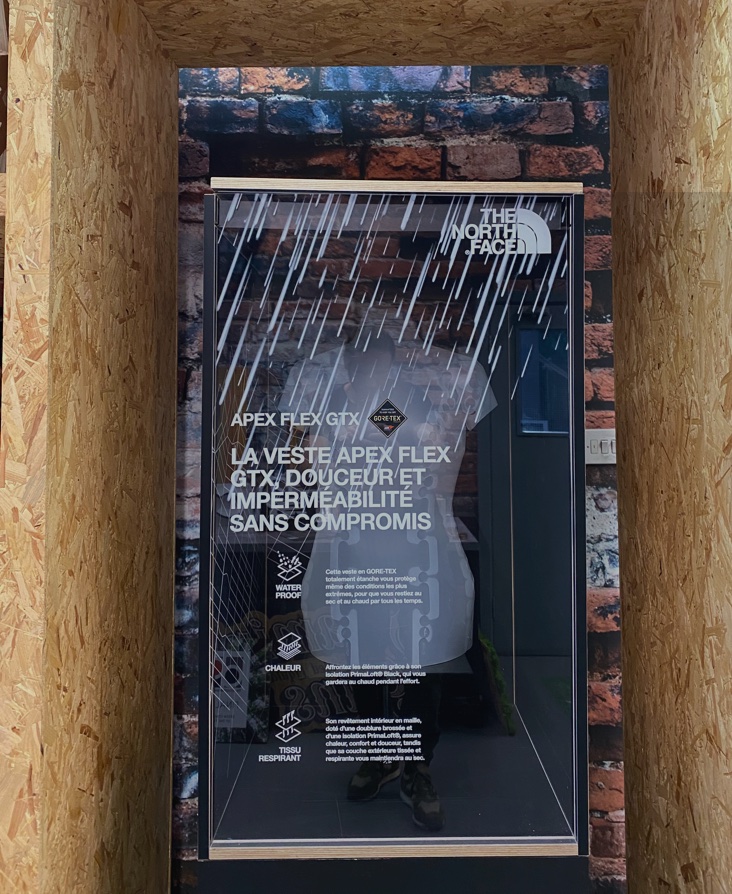 THE
NORTH
FACE
APEX FLEX GTX
GORE-TEX
LA VESTE APEX FLEX
GTX, DOUCEUR ET
IMPERMÉABILITÉ
SANS COMPROMIS
WATER
PROOF
Cette veste en GORE-TEX
totalement étanche vous protège
même des conditions les plus
extrêmes, pour que vous restiez au
sec et au chaud par tous les temps.
CHALEUR
Affrontez les éléments grâce à son
isolation PrimaLoft® Black, qui vous
gardera au chaud pendant l'effort.
TISSU
RESPIRANT
Son revêtement intérieur en maille,
doté d'une doublure brossée et
d'une isolation PrimaLoft®, assure
chaleur, confort et douceur, tandis
que sa couche extérieure tissée et
respirante vous maintiendra au sec.